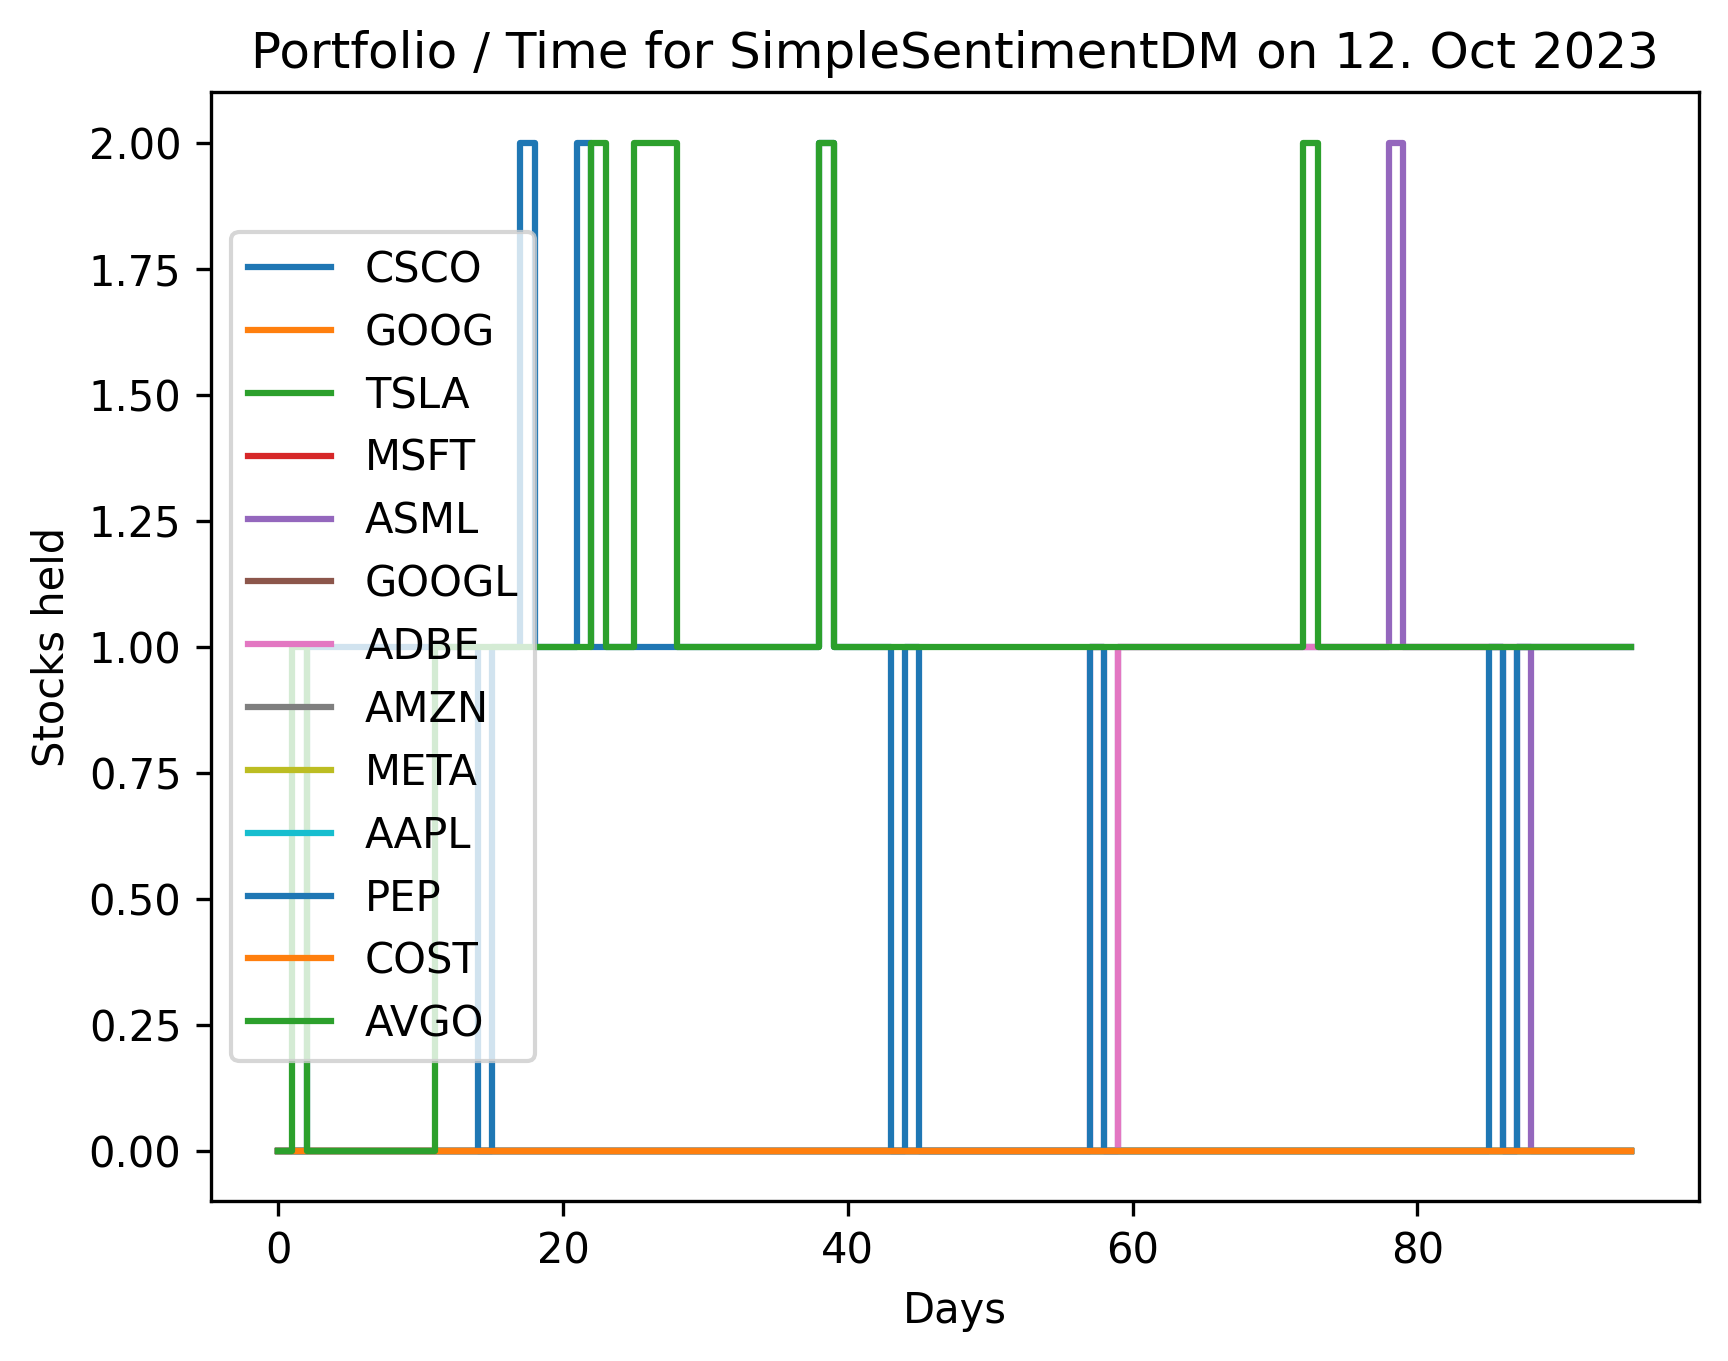 Portfolio / Time for SimpleSentimentDM on 12. Oct 2023
2.00
1.75
1.50
1.25
1.00
0.75
0.50
0.25
0.00
Stocks held
CSCO
GOOG
TSLA
MSFT
ASML
GOOGL
ADBE
AMZN
META
AAPL
PEP
COST
AVGO
0 20 40 60 80
Days